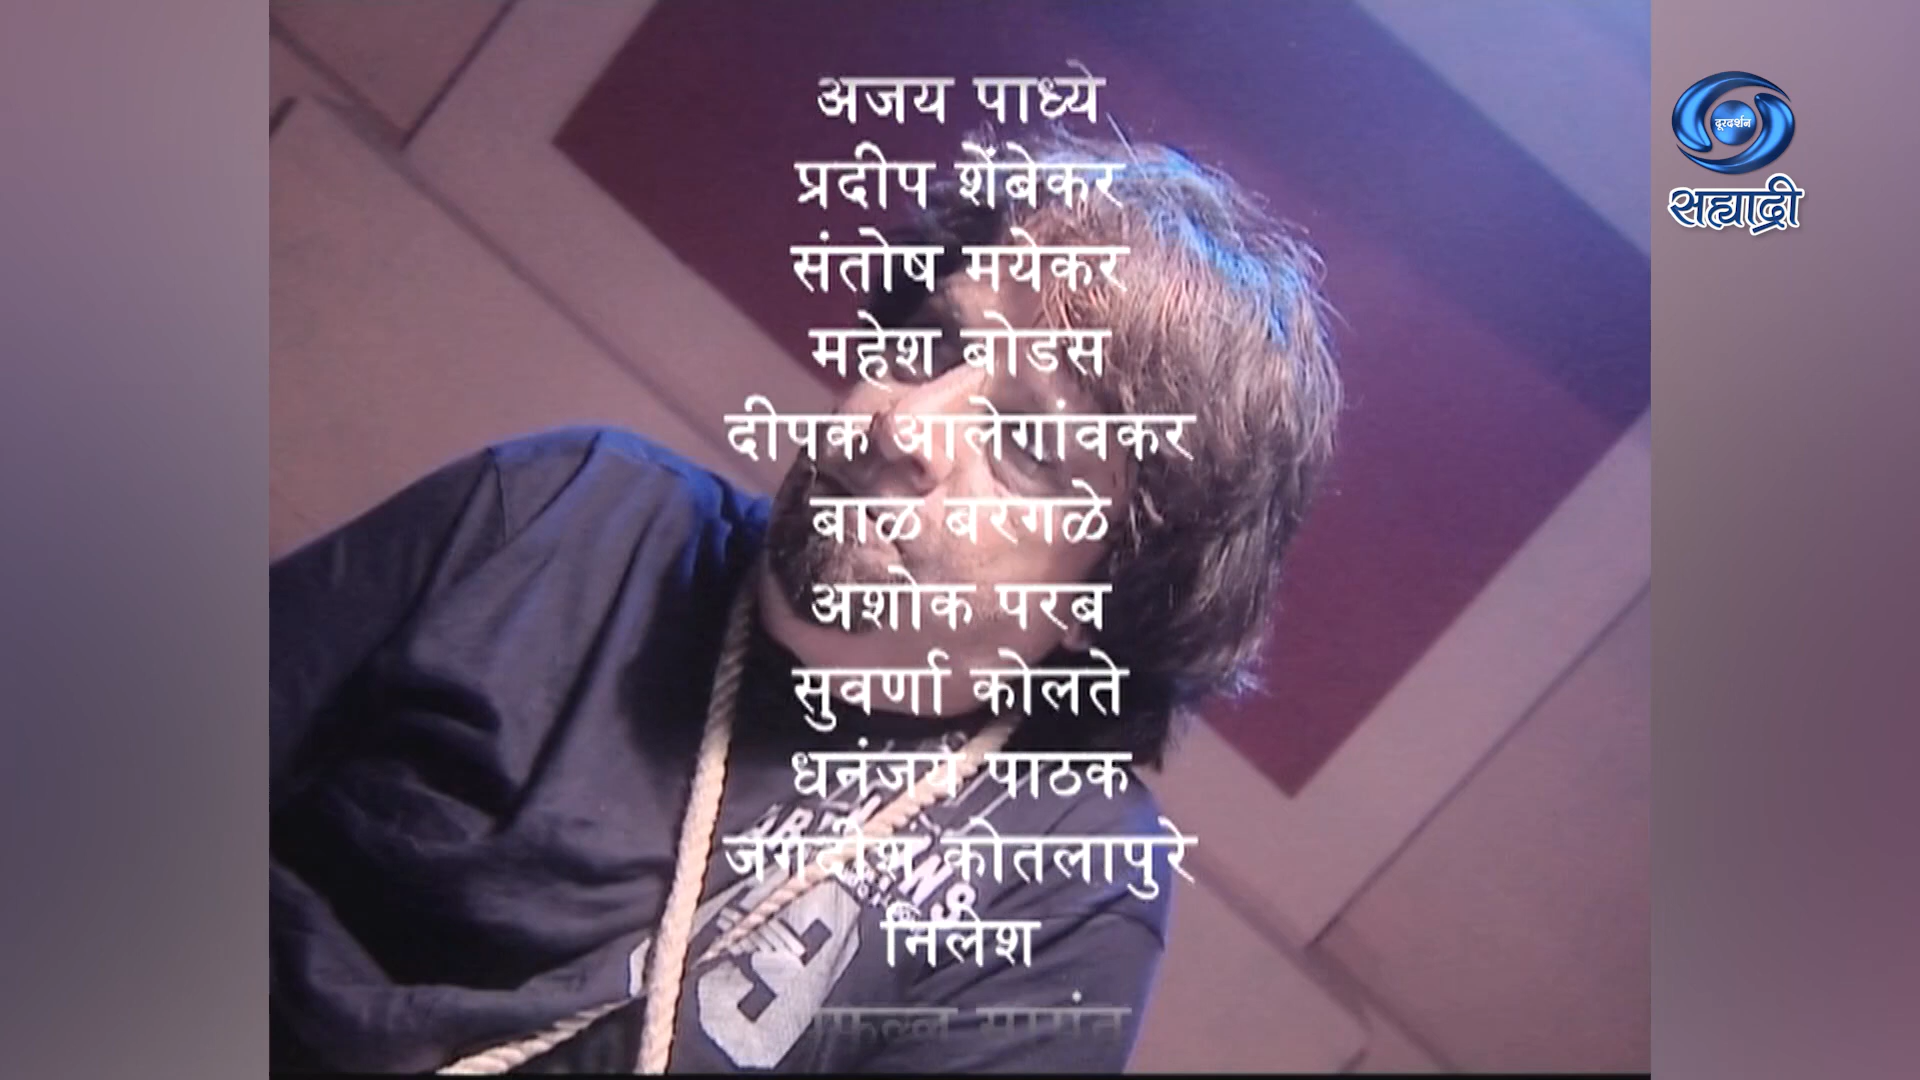 अजय पाध्ये
प्रदीप शेंबेकर
संतोष मयेकर
महेश बोडस
दीपक आलेगांवकर
बाळ बरगळे
अशोक परब
सुवर्णा कोलते
धनंजय पाठक
जगदीश कोतलापुरे
निलेश
सावंत
दूरदर्शन
सह्याद्री